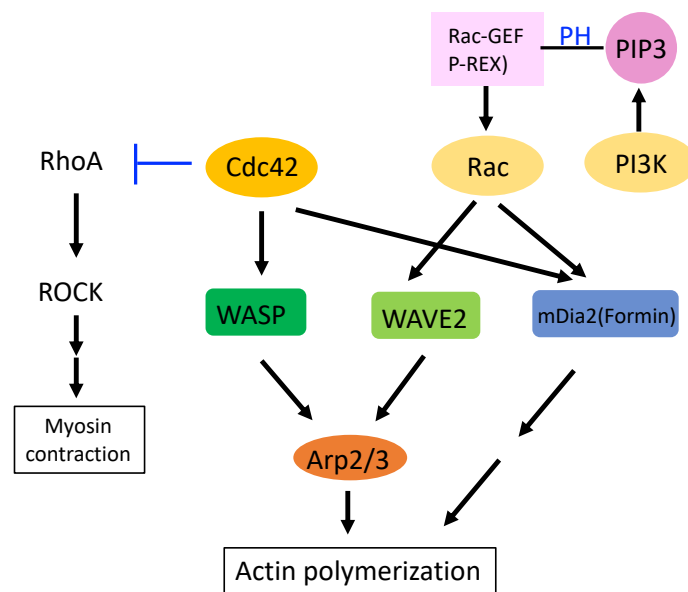 Rac-GEF
P-REX)
PH
PIP3
RhoA
Cdc42
Rac
PI3K
ROCK
WASP
WAVE2
mDia2(Formin)
Myosin
contraction
Arp2/3
Actin polymerization